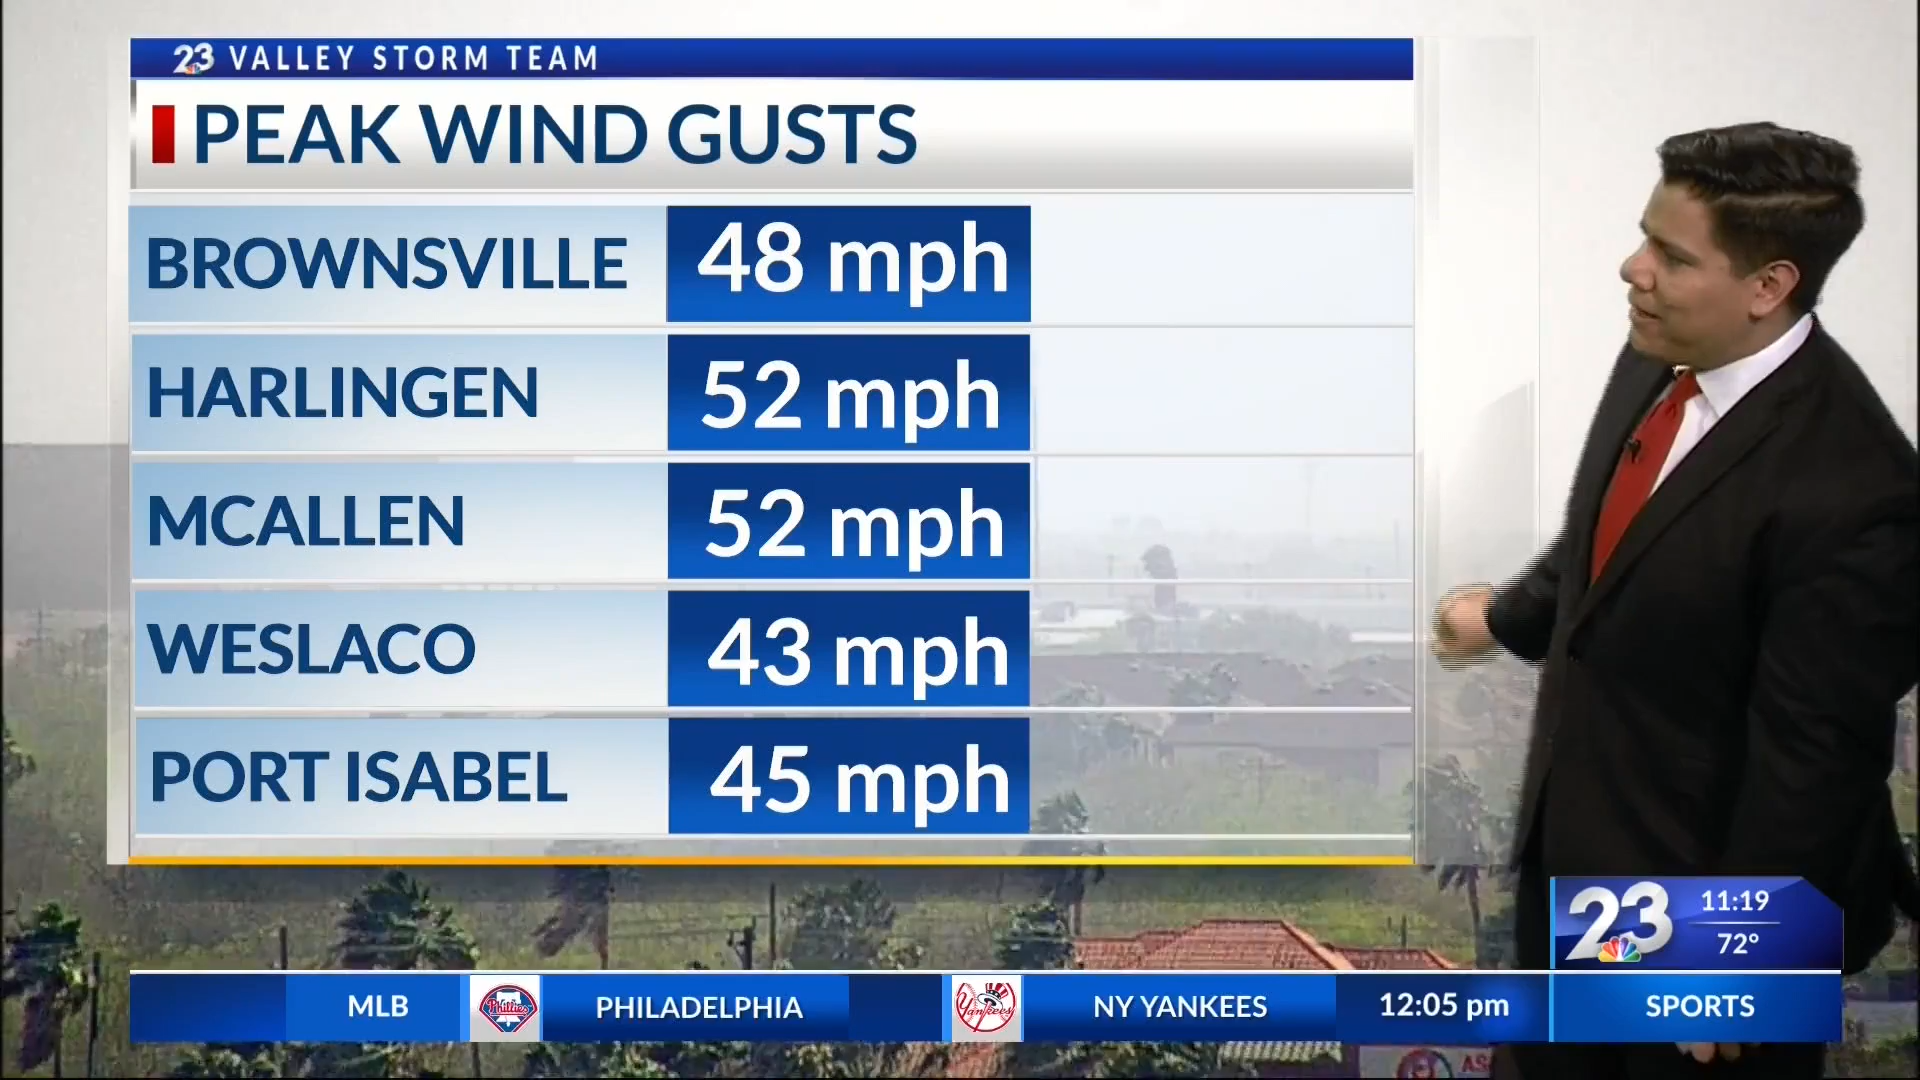 23 VALLEY STORM TEAM
PEAK WIND GUSTS
BROWNSVILLE 48 mph
HARLINGEN 52 mph
MCALLEN 52 mph
WESLACO 43 mph
PORT ISABEL 45 mph
23 11:19
72°
MLB Phillies PHILADELPHIA Yankees NY YANKEES 12:05 pm SPORTS